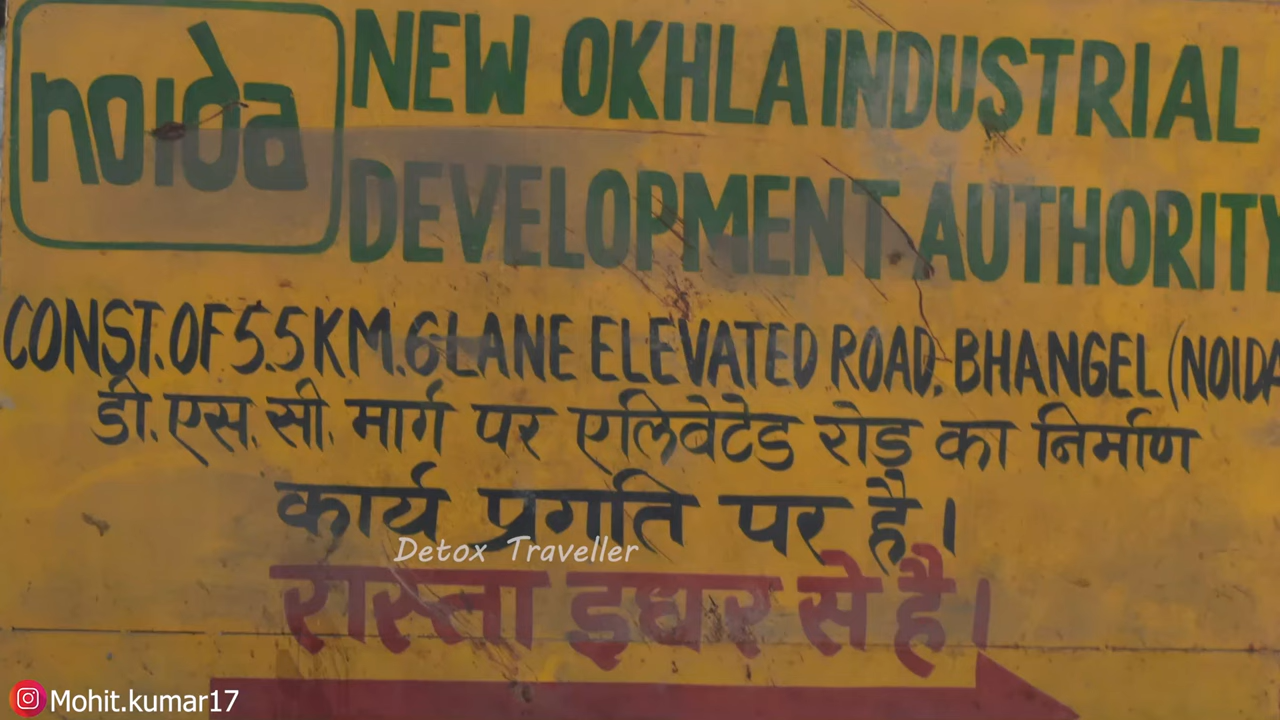 noida
NEW OKHLA INDUSTRIAL
DEVELOPMENT AUTHORITY
CONST. OF 5.5 KM. 6 LANE ELEVATED ROAD, BHANGEL (NOIDA
डी. एस. सी. मार्ग पर एलिवेटेड रोड़ का निर्माण
कार्य प्रगति पर है।
Detox Traveller
रास्ता इधर से है।
Mohit.kumar17